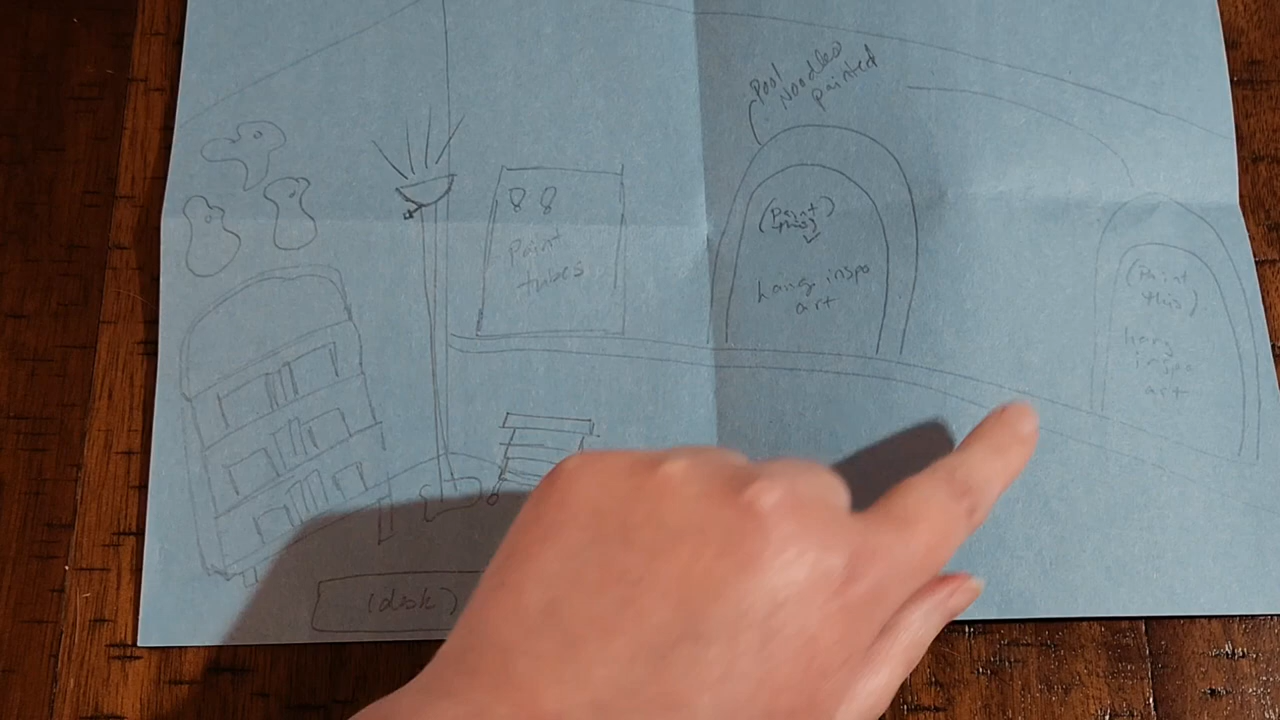 Pool
Noodles
painted
(Paint
this)
hang inspo
art
Paint
tubes
(Paint
this)
hang
inspo
art
(desk)